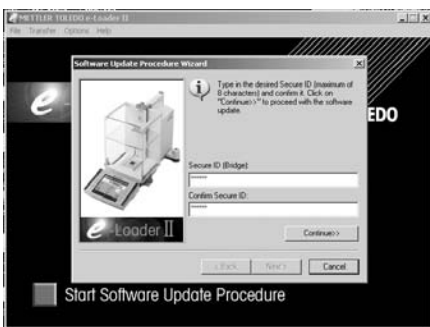 METTLER TOLEDO e-Loader II
File Transfer Options Help
Software Update Procedure Wizard
Type in the desired Secure ID (maximum of
8 characters) and confirm it. Click on
"Continue>>" to proceed with the software
update.
e
EDO
Secure ID (Bridge):
Confirm Secure ID:
e-Loader II
Continue>>
< Back
Next >
Cancel
Start Software Update Procedure